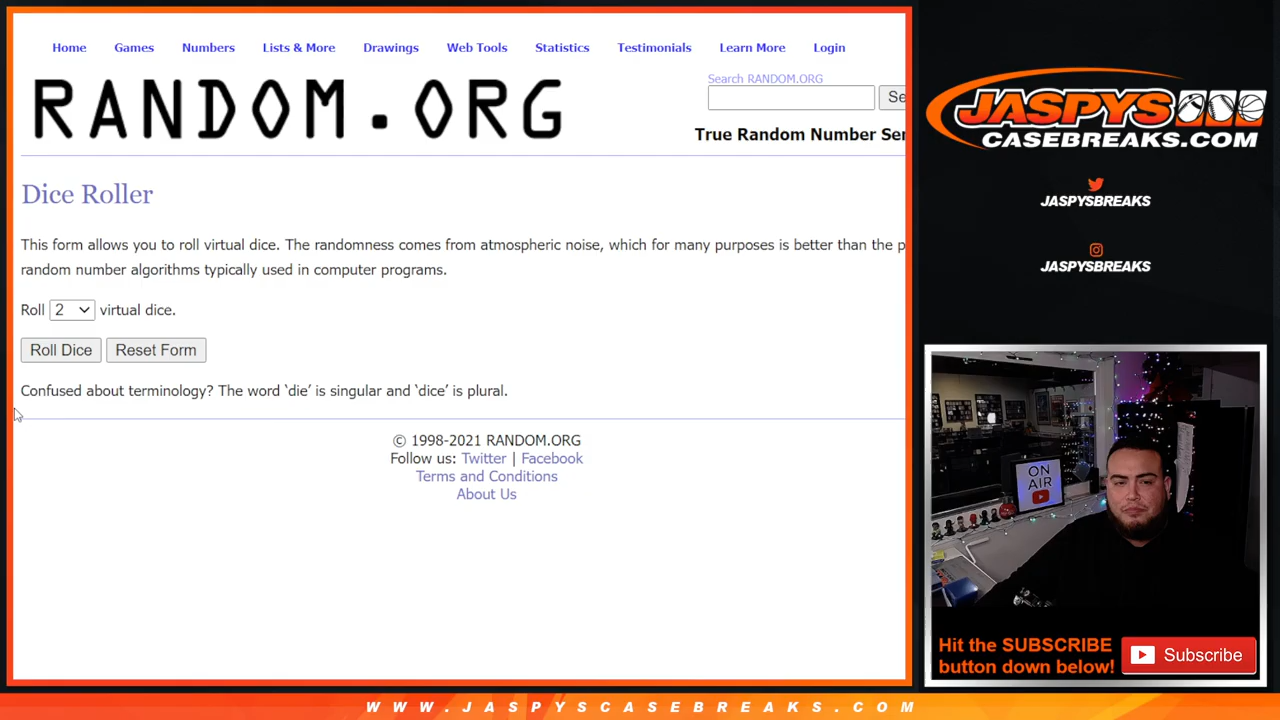 Home Games Numbers Lists & More Drawings Web Tools Statistics Testimonials Learn More Login
RANDOM.ORG
Search RANDOM.ORG
Se
True Random Number Ser
Dice Roller
This form allows you to roll virtual dice. The randomness comes from atmospheric noise, which for many purposes is better than the p
random number algorithms typically used in computer programs.
Roll 2 virtual dice.
Roll Dice Reset Form
Confused about terminology? The word ‘die’ is singular and ‘dice’ is plural.
© 1998-2021 RANDOM.ORG
Follow us: Twitter | Facebook
Terms and Conditions
About Us
JASPYS
CASEBREAKS.COM
JASPYSBREAKS
JASPYSBREAKS
ON
AIR
Hit the SUBSCRIBE
button down below!
Subscribe
WWW.JASPYSCASEBREAKS.COM